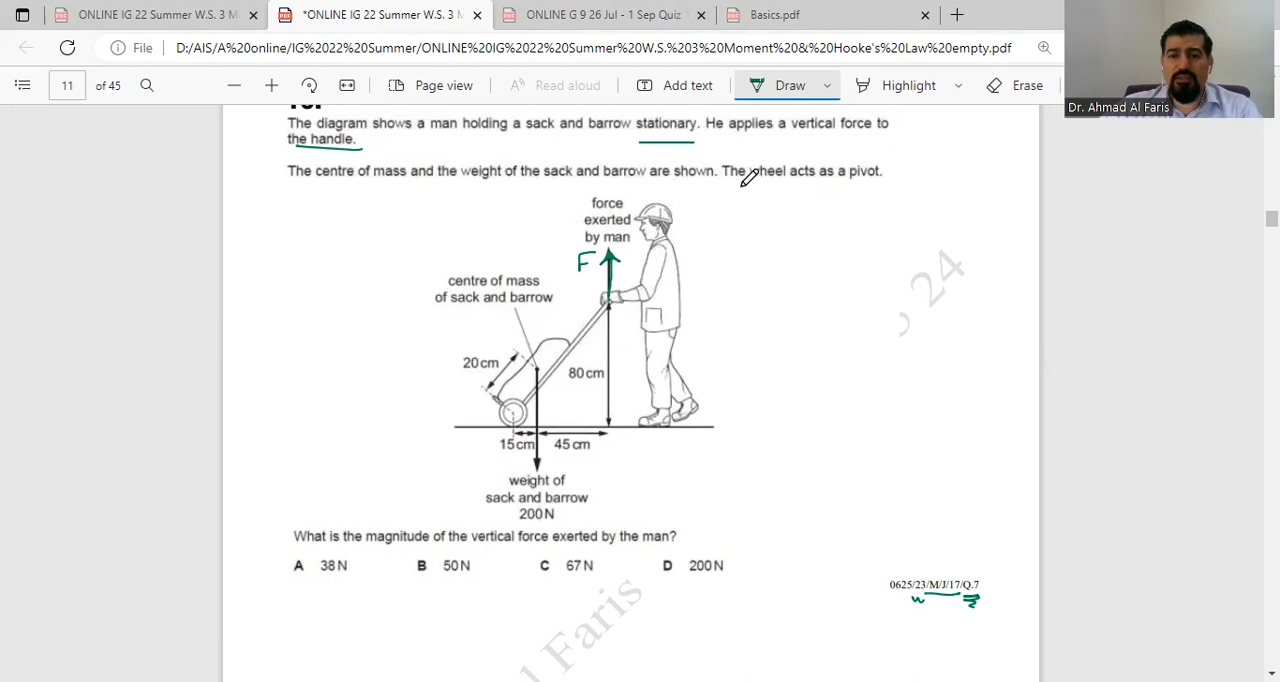 ONLINE IG 22 Summer W.S. 3 M
*ONLINE IG 22 Summer W.S. 3 M
ONLINE G 9 26 Jul - 1 Sep Quiz
Basics.pdf
File
D:/AIS/A%20online/IG%2022%20Summer/ONLINE%20IG%2022%20Summer%20W.S.%203%20Moment%20&%20Hooke's%20Law%20empty.pdf
11 of 45
Page view
Read aloud
Add text
Draw
Highlight
Erase
Dr. Ahmad Al Faris
The diagram shows a man holding a sack and barrow stationary. He applies a vertical force to
the handle.
The centre of mass and the weight of the sack and barrow are shown. The wheel acts as a pivot.
force
exerted
by man
F
centre of mass
of sack and barrow
20 cm
80 cm
15 cm
45 cm
weight of
sack and barrow
200 N
What is the magnitude of the vertical force exerted by the man?
A 38 N B 50 N C 67 N D 200 N
0625/23/M/J/17/Q.7
24
l Faris